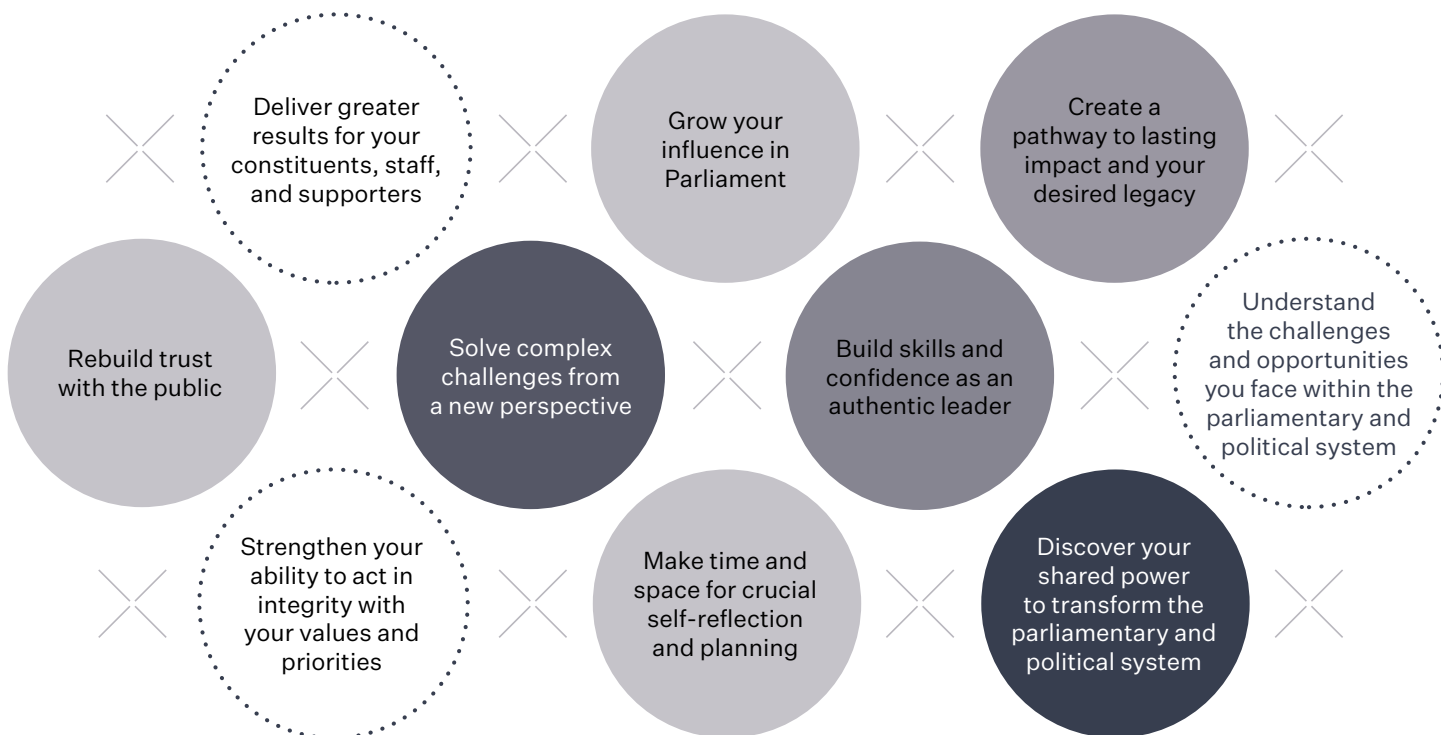 Deliver greater
results for your
constituents, staff,
and supporters
Grow your
influence in
Parliament
Create a
pathway to lasting
impact and your
desired legacy
Rebuild trust
with the public
Solve complex
challenges from
a new perspective
Build skills and
confidence as an
authentic leader
Understand
the challenges
and opportunities
you face within the
parliamentary and
political system
Strengthen your
ability to act in
integrity with
your values and
priorities
Make time and
space for crucial
self-reflection
and planning
Discover your
shared power
to transform the
parliamentary and
political system